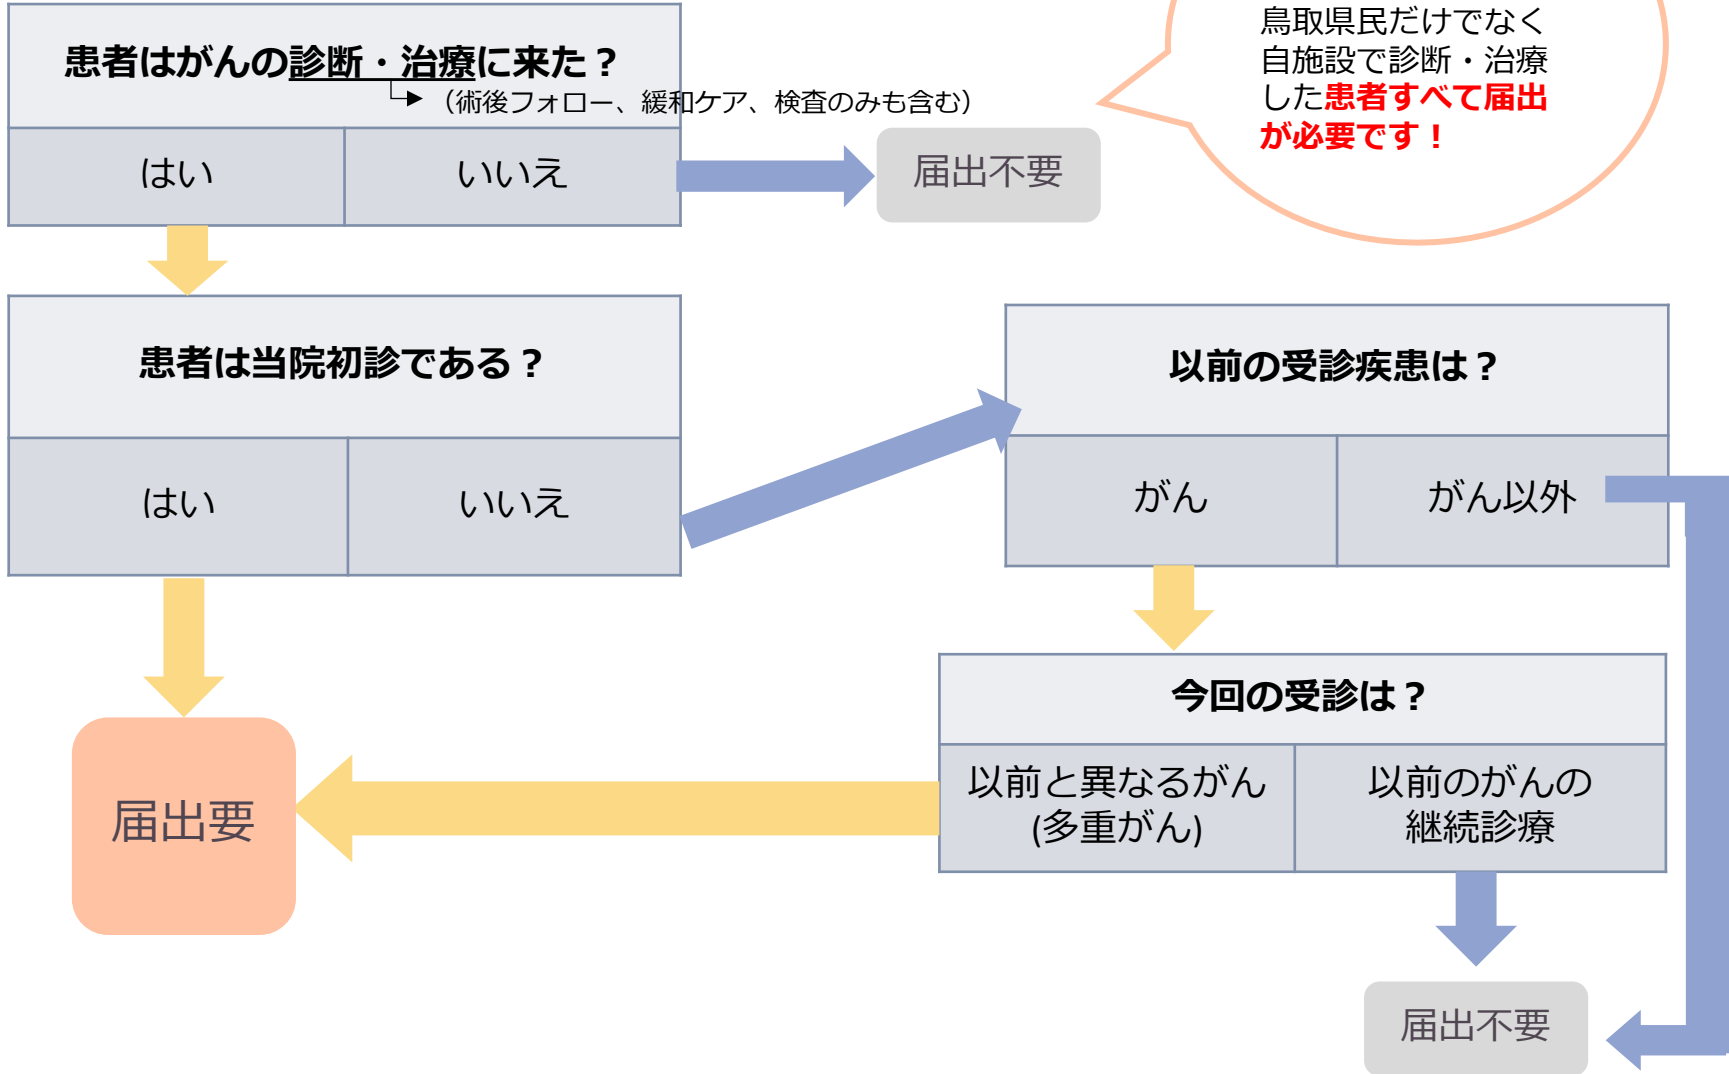 患者はがんの診断・治療に来た？
（術後フォロー、緩和ケア、検査のみも含む）
はい
いいえ
届出不要
鳥取県民だけでなく
自施設で診断・治療
した患者すべて届出
が必要です！
患者は当院初診である？
はい
いいえ
以前の受診疾患は？
がん
がん以外
今回の受診は？
以前と異なるがん
(多重がん)
以前のがんの
継続診療
届出要
届出不要